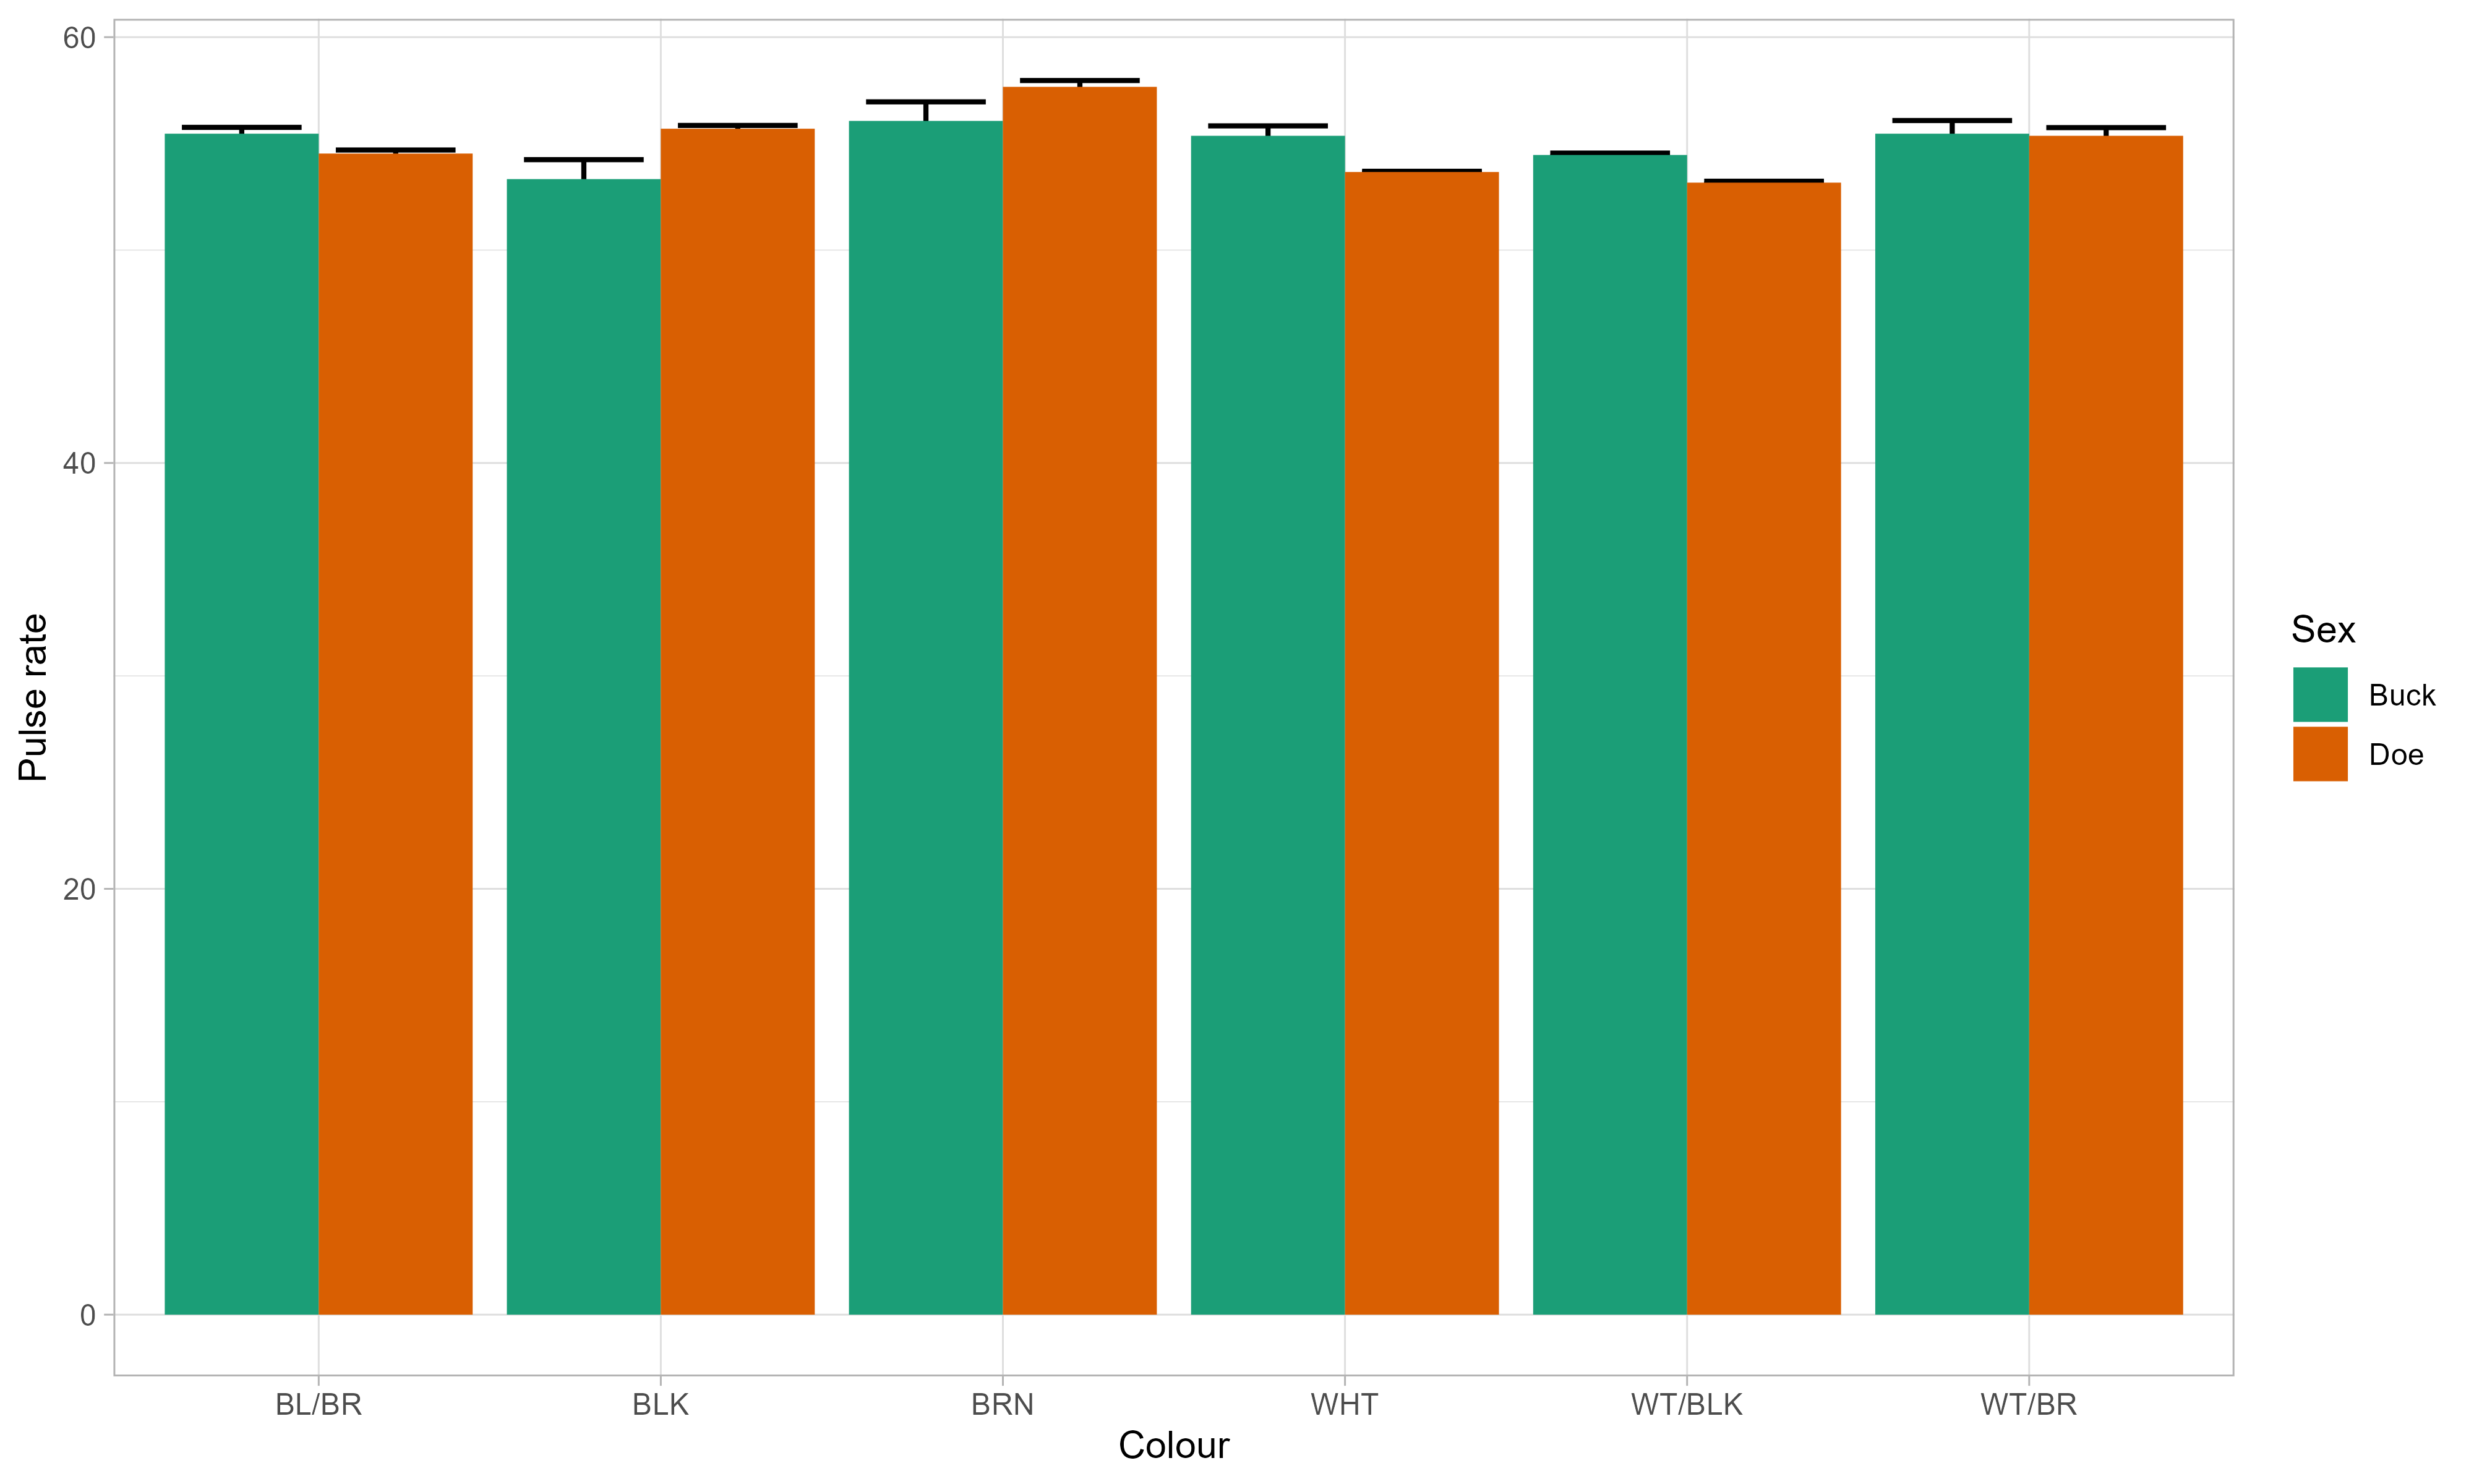 60
40
20
0
Pulse rate
BL/BR
BLK
BRN
WHT
WT/BLK
WT/BR
Colour
Sex
Buck
Doe